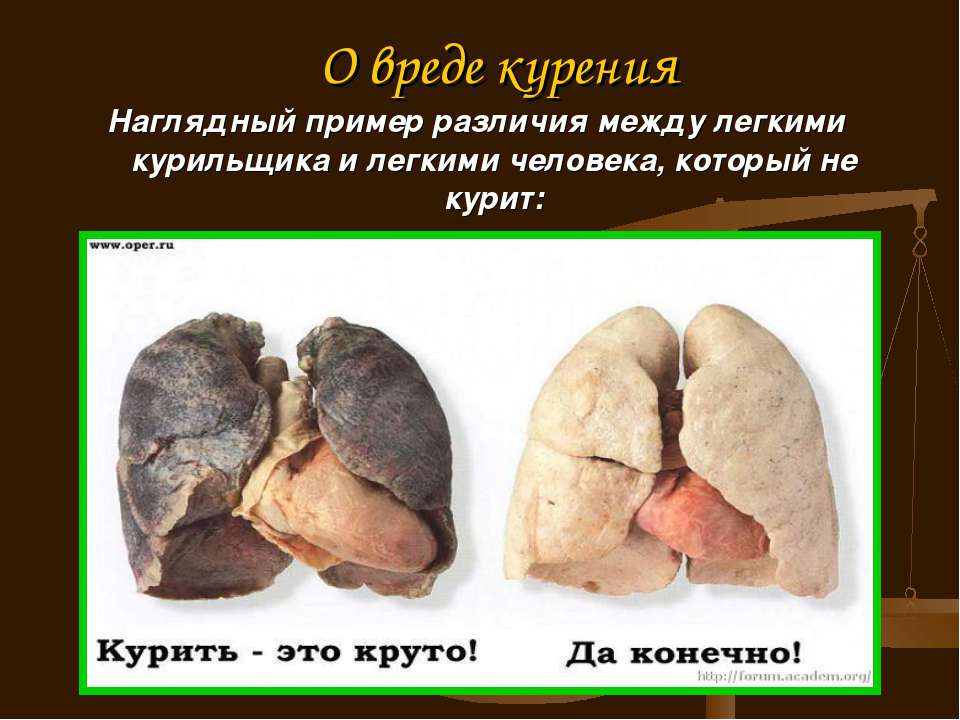 О вреде курения
Наглядный пример различия между легкими
курильщика и легкими человека, который не
курит:
www.oper.ru
Курить - это круто!
Да конечно!
http://forum.academ.org/